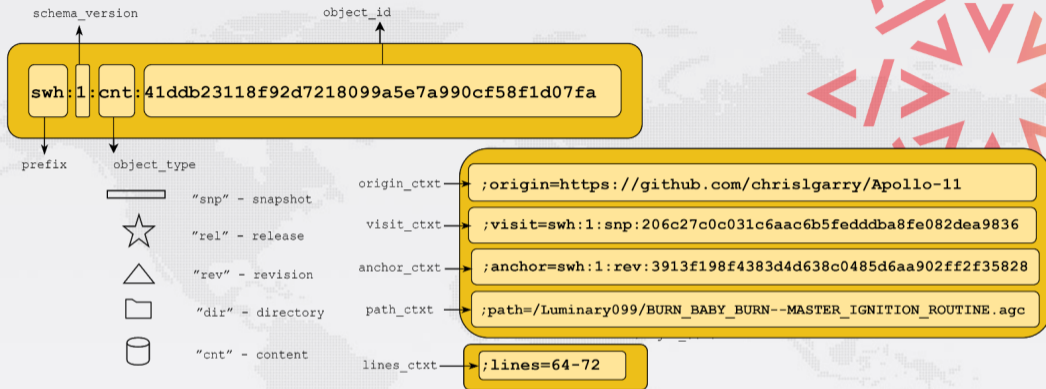 schema_version
object_id
swh:1:cnt:41ddb23118f92d7218099a5e7a990cf58f1d07fa
prefix
object_type
"snp" - snapshot
"rel" - release
"rev" - revision
"dir" - directory
"cnt" - content
origin_ctxt
;origin=https://github.com/chrislgarry/Apollo-11
visit_ctxt
;visit=swh:1:snp:206c27c0c031c6aac6b5fedddba8fe082dea9836
anchor_ctxt
;anchor=swh:1:rev:3913f198f4383d4d638c0485d6aa902ff2f35828
path_ctxt
;path=/Luminary099/BURN_BABY_BURN--MASTER_IGNITION_ROUTINE.agc
lines_ctxt
;lines=64-72